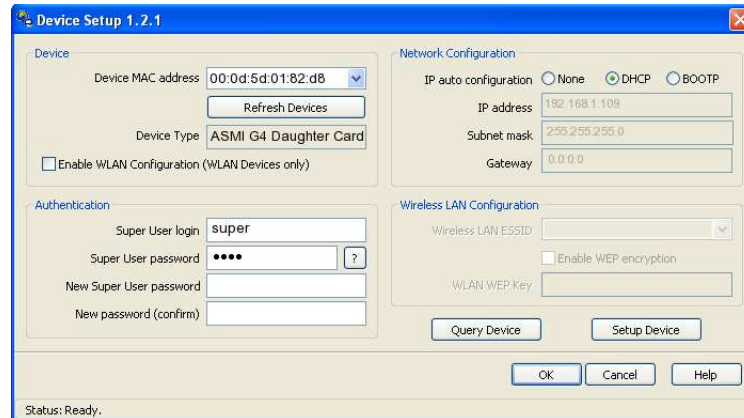 Device Setup 1.2.1
Device
Device MAC address 00:0d:5d:01:82:d8
Refresh Devices
Device Type ASMI G4 Daughter Card
Enable WLAN Configuration (WLAN Devices only)
Network Configuration
IP auto configuration None DHCP BOOTP
IP address 192.168.1.109
Subnet mask 255.255.255.0
Gateway 0.0.0.0
Authentication
Super User login super
Super User password ●●●● ?
New Super User password
New password (confirm)
Wireless LAN Configuration
Wireless LAN ESSID
Enable WEP encryption
WLAN WEP Key
Query Device Setup Device
OK Cancel Help
Status: Ready.